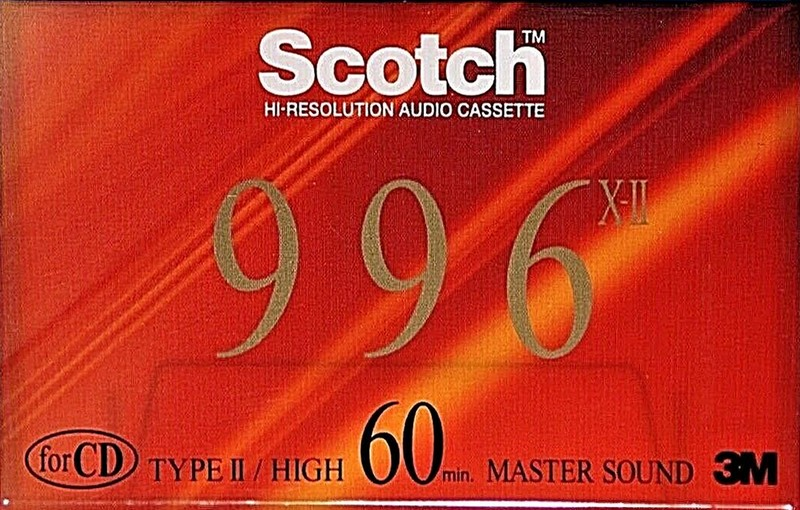 Scotch™
HI-RESOLUTION AUDIO CASSETTE
996 X-II
for CD TYPE II / HIGH 60 min. MASTER SOUND 3M